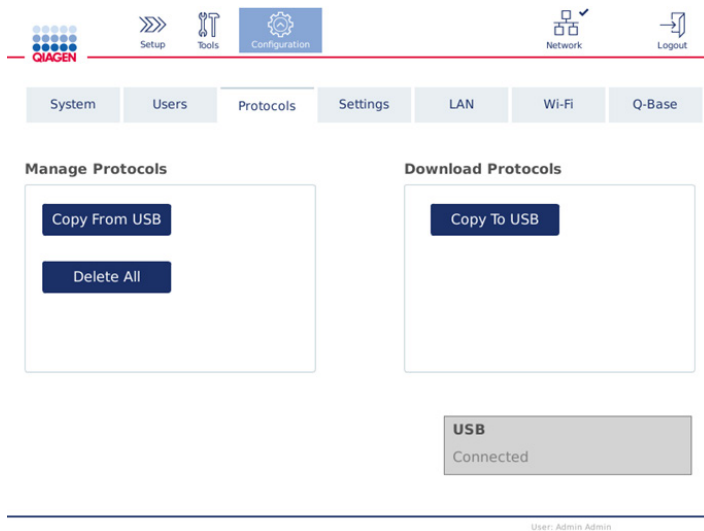 QIAGEN
Setup
Tools
Configuration
Network
Logout
System
Users
Protocols
Settings
LAN
Wi-Fi
Q-Base
Manage Protocols
Download Protocols
Copy From USB
Copy To USB
Delete All
USB
Connected
User: Admin Admin